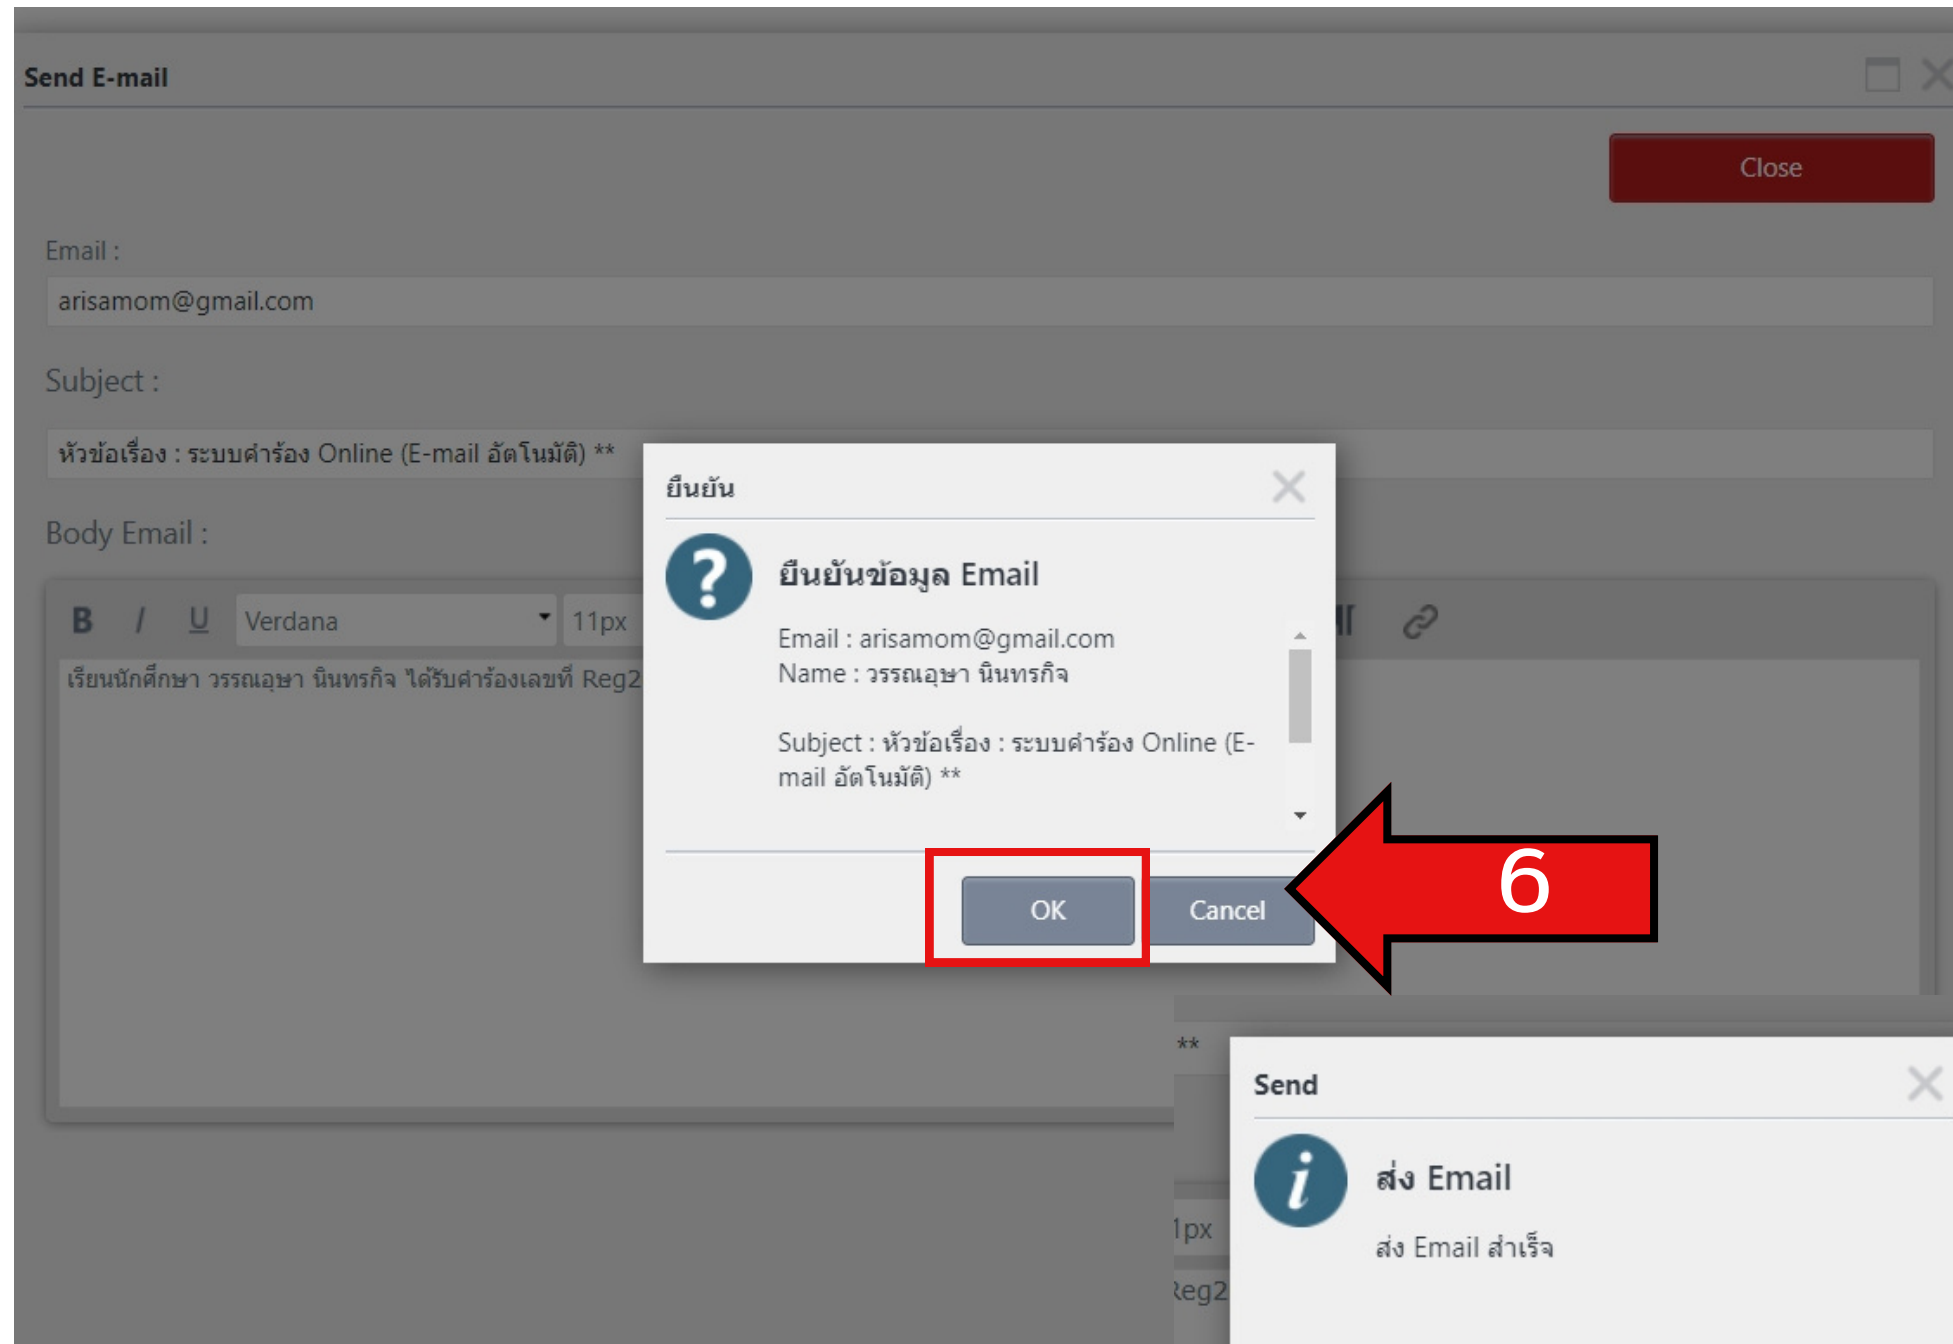 Send E-mail
Close
Email :
arisamom@gmail.com
Subject :
หัวข้อเรื่อง : ระบบคำร้อง Online (E-mail อัตโนมัติ) **
Body Email :
B I U Verdana 11px
เรียนนักศึกษา วรรณอุษา นินทรกิจ ได้รับคำร้องเลขที่ Reg2
ยืนยัน
ยืนยันข้อมูล Email
Email : arisamom@gmail.com
Name : วรรณอุษา นินทรกิจ
Subject : หัวข้อเรื่อง : ระบบคำร้อง Online (E-
mail อัตโนมัติ) **
OK Cancel
6
**
Send
ส่ง Email
ส่ง Email สำเร็จ
1px
Reg2